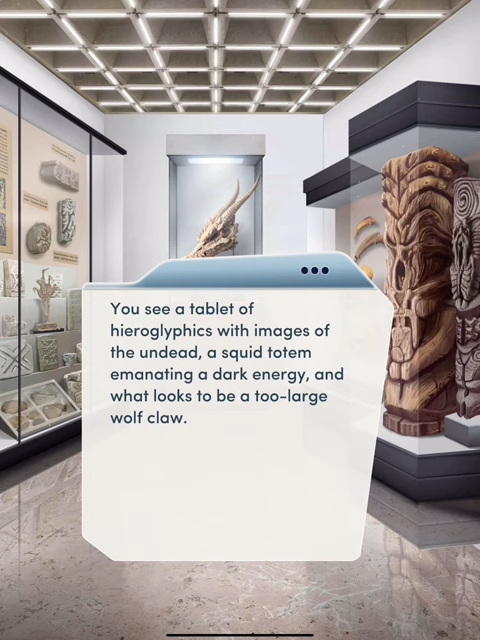 You see a tablet of
hieroglyphics with images of
the undead, a squid totem
emanating a dark energy, and
what looks to be a too-large
wolf claw.